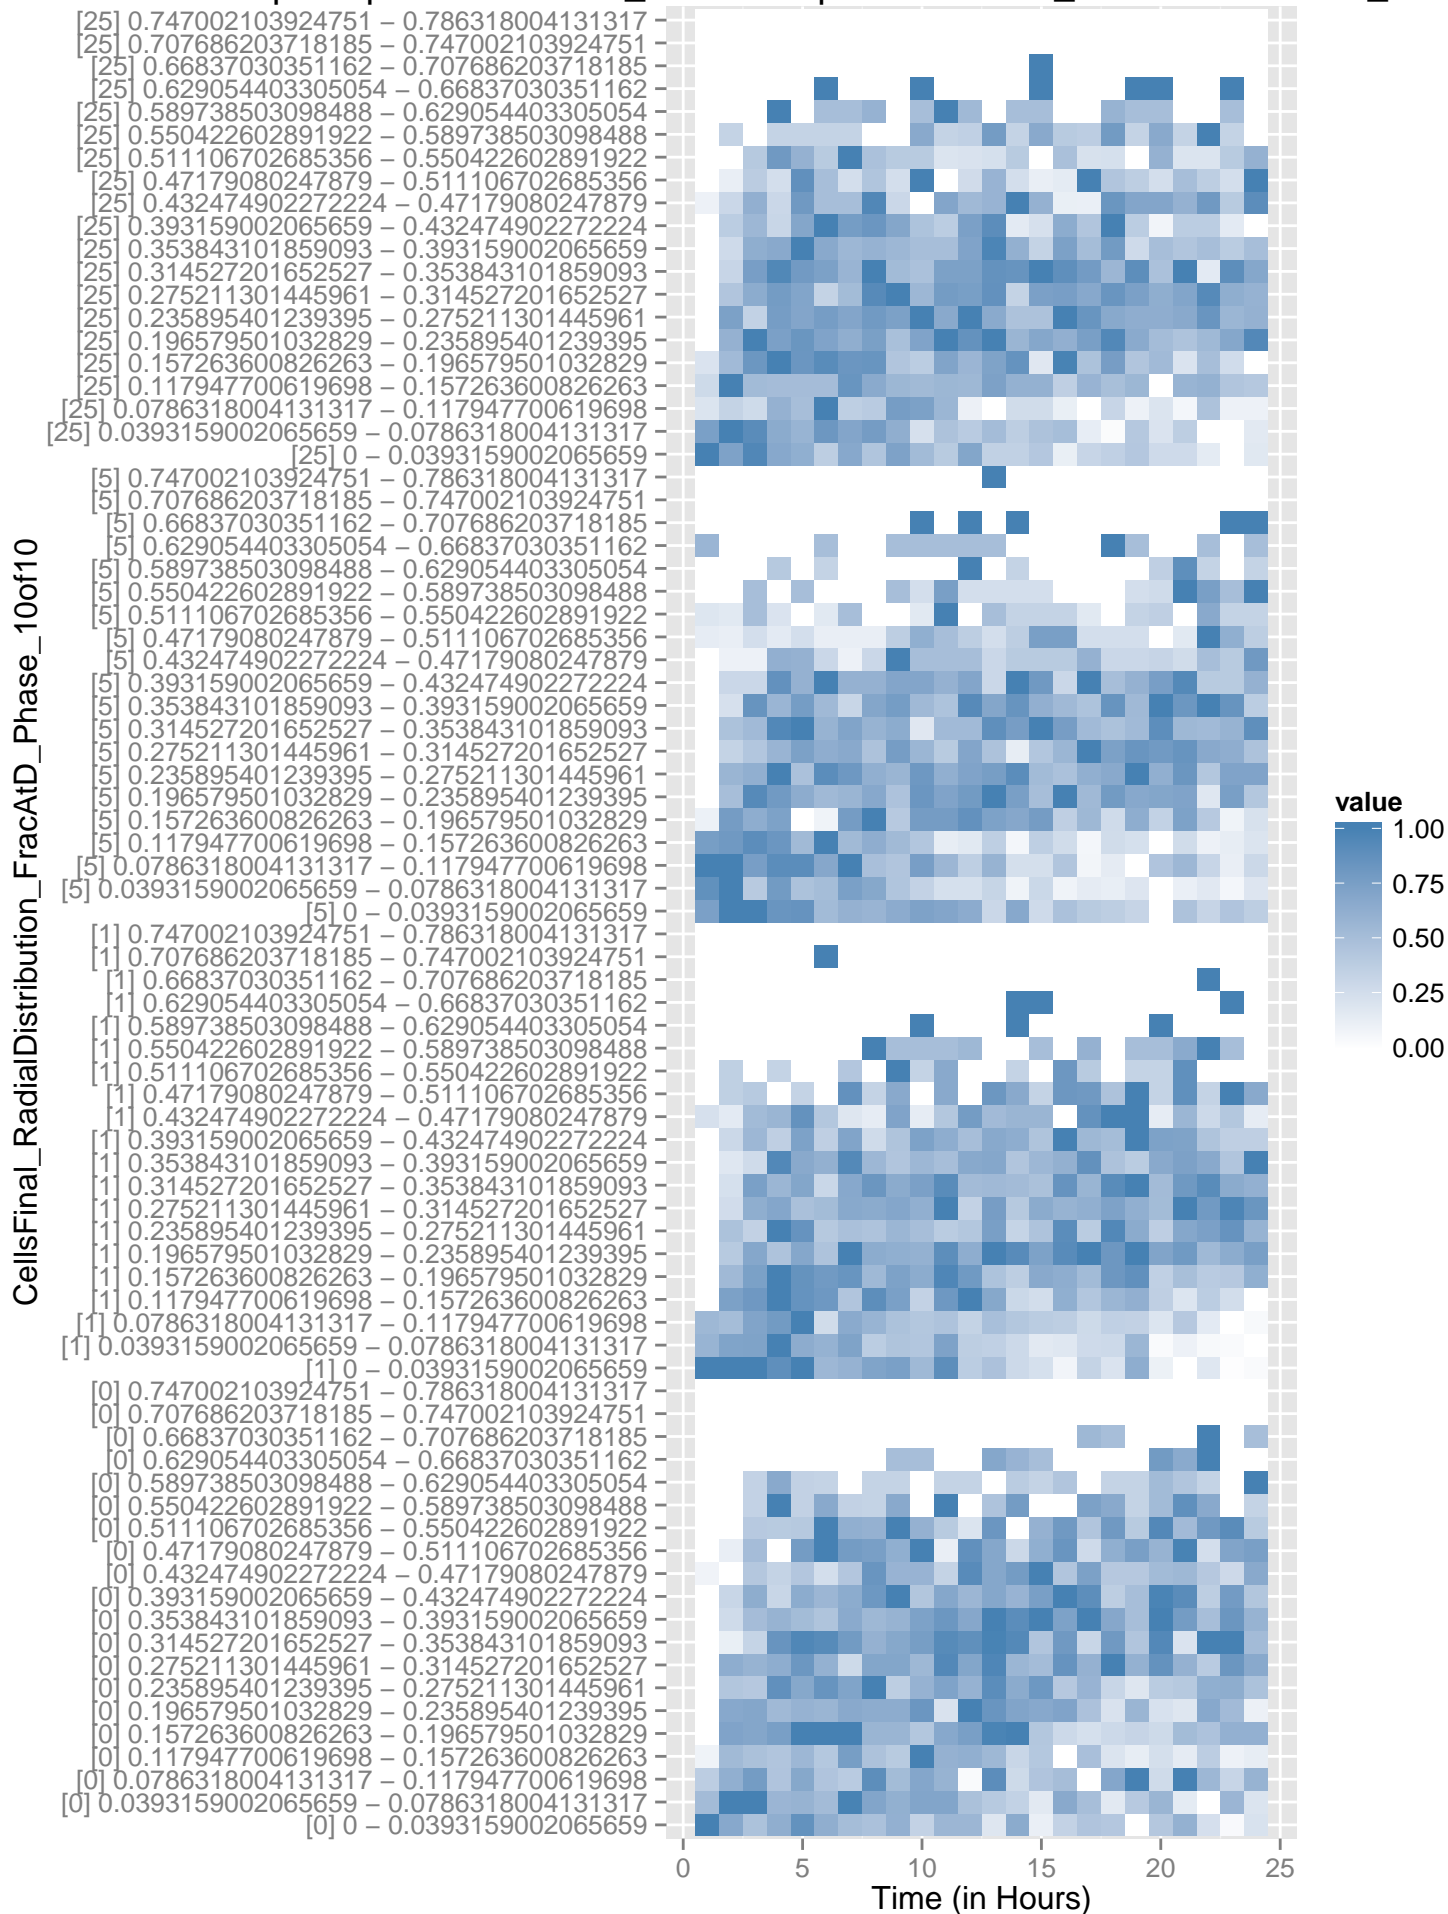 [25] 0.747002103924751 – 0.786318004131317
[25] 0.707686203718185 – 0.747002103924751
[25] 0.66837030351162 – 0.707686203718185
[25] 0.629054403305054 – 0.66837030351162
[25] 0.589738503098488 – 0.629054403305054
[25] 0.550422602891922 – 0.589738503098488
[25] 0.511106702685356 – 0.550422602891922
[25] 0.47179080247879 – 0.511106702685356
[25] 0.432474902272224 – 0.47179080247879
[25] 0.393159002065659 – 0.432474902272224
[25] 0.353843101859093 – 0.393159002065659
[25] 0.314527201652527 – 0.353843101859093
[25] 0.275211301445961 – 0.314527201652527
[25] 0.235895401239395 – 0.275211301445961
[25] 0.196579501032829 – 0.235895401239395
[25] 0.157263600826263 – 0.196579501032829
[25] 0.117947700619698 – 0.157263600826263
[25] 0.0786318004131317 – 0.117947700619698
[25] 0.0393159002065659 – 0.0786318004131317
[25] 0 – 0.0393159002065659
[5] 0.747002103924751 – 0.786318004131317
[5] 0.707686203718185 – 0.747002103924751
[5] 0.66837030351162 – 0.707686203718185
[5] 0.629054403305054 – 0.66837030351162
[5] 0.589738503098488 – 0.629054403305054
[5] 0.550422602891922 – 0.589738503098488
[5] 0.511106702685356 – 0.550422602891922
[5] 0.47179080247879 – 0.511106702685356
[5] 0.432474902272224 – 0.47179080247879
[5] 0.393159002065659 – 0.432474902272224
[5] 0.353843101859093 – 0.393159002065659
[5] 0.314527201652527 – 0.353843101859093
[5] 0.275211301445961 – 0.314527201652527
[5] 0.235895401239395 – 0.275211301445961
[5] 0.196579501032829 – 0.235895401239395
[5] 0.157263600826263 – 0.196579501032829
[5] 0.117947700619698 – 0.157263600826263
[5] 0.0786318004131317 – 0.117947700619698
[5] 0.0393159002065659 – 0.0786318004131317
[5] 0 – 0.0393159002065659
[1] 0.747002103924751 – 0.786318004131317
[1] 0.707686203718185 – 0.747002103924751
[1] 0.66837030351162 – 0.707686203718185
[1] 0.629054403305054 – 0.66837030351162
[1] 0.589738503098488 – 0.629054403305054
[1] 0.550422602891922 – 0.589738503098488
[1] 0.511106702685356 – 0.550422602891922
[1] 0.47179080247879 – 0.511106702685356
[1] 0.432474902272224 – 0.47179080247879
[1] 0.393159002065659 – 0.432474902272224
[1] 0.353843101859093 – 0.393159002065659
[1] 0.314527201652527 – 0.353843101859093
[1] 0.275211301445961 – 0.314527201652527
[1] 0.235895401239395 – 0.275211301445961
[1] 0.196579501032829 – 0.235895401239395
[1] 0.157263600826263 – 0.196579501032829
[1] 0.117947700619698 – 0.157263600826263
[1] 0.0786318004131317 – 0.117947700619698
[1] 0.0393159002065659 – 0.0786318004131317
[1] 0 – 0.0393159002065659
[0] 0.747002103924751 – 0.786318004131317
[0] 0.707686203718185 – 0.747002103924751
[0] 0.66837030351162 – 0.707686203718185
[0] 0.629054403305054 – 0.66837030351162
[0] 0.589738503098488 – 0.629054403305054
[0] 0.550422602891922 – 0.589738503098488
[0] 0.511106702685356 – 0.550422602891922
[0] 0.47179080247879 – 0.511106702685356
[0] 0.432474902272224 – 0.47179080247879
[0] 0.393159002065659 – 0.432474902272224
[0] 0.353843101859093 – 0.393159002065659
[0] 0.314527201652527 – 0.353843101859093
[0] 0.275211301445961 – 0.314527201652527
[0] 0.235895401239395 – 0.275211301445961
[0] 0.196579501032829 – 0.235895401239395
[0] 0.157263600826263 – 0.196579501032829
[0] 0.117947700619698 – 0.157263600826263
[0] 0.0786318004131317 – 0.117947700619698
[0] 0.0393159002065659 – 0.0786318004131317
[0] 0 – 0.0393159002065659
CellsFinal_RadialDistribution_FracAtD_Phase_10of10
0 5 10 15 20 25
Time (in Hours)
value
1.00
0.75
0.50
0.25
0.00